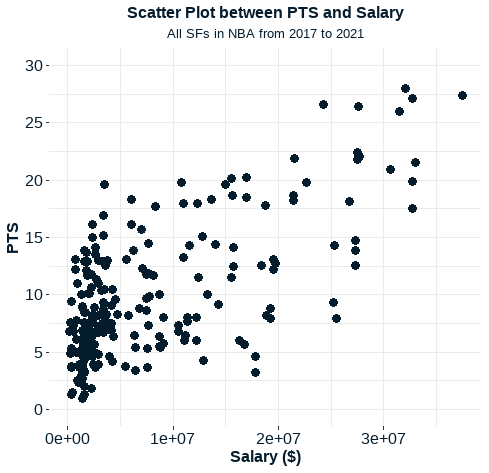 Scatter Plot between PTS and Salary
All SFs in NBA from 2017 to 2021
30
25
20
15
10
5
0
PTS
0e+00 1e+07 2e+07 3e+07
Salary ($)